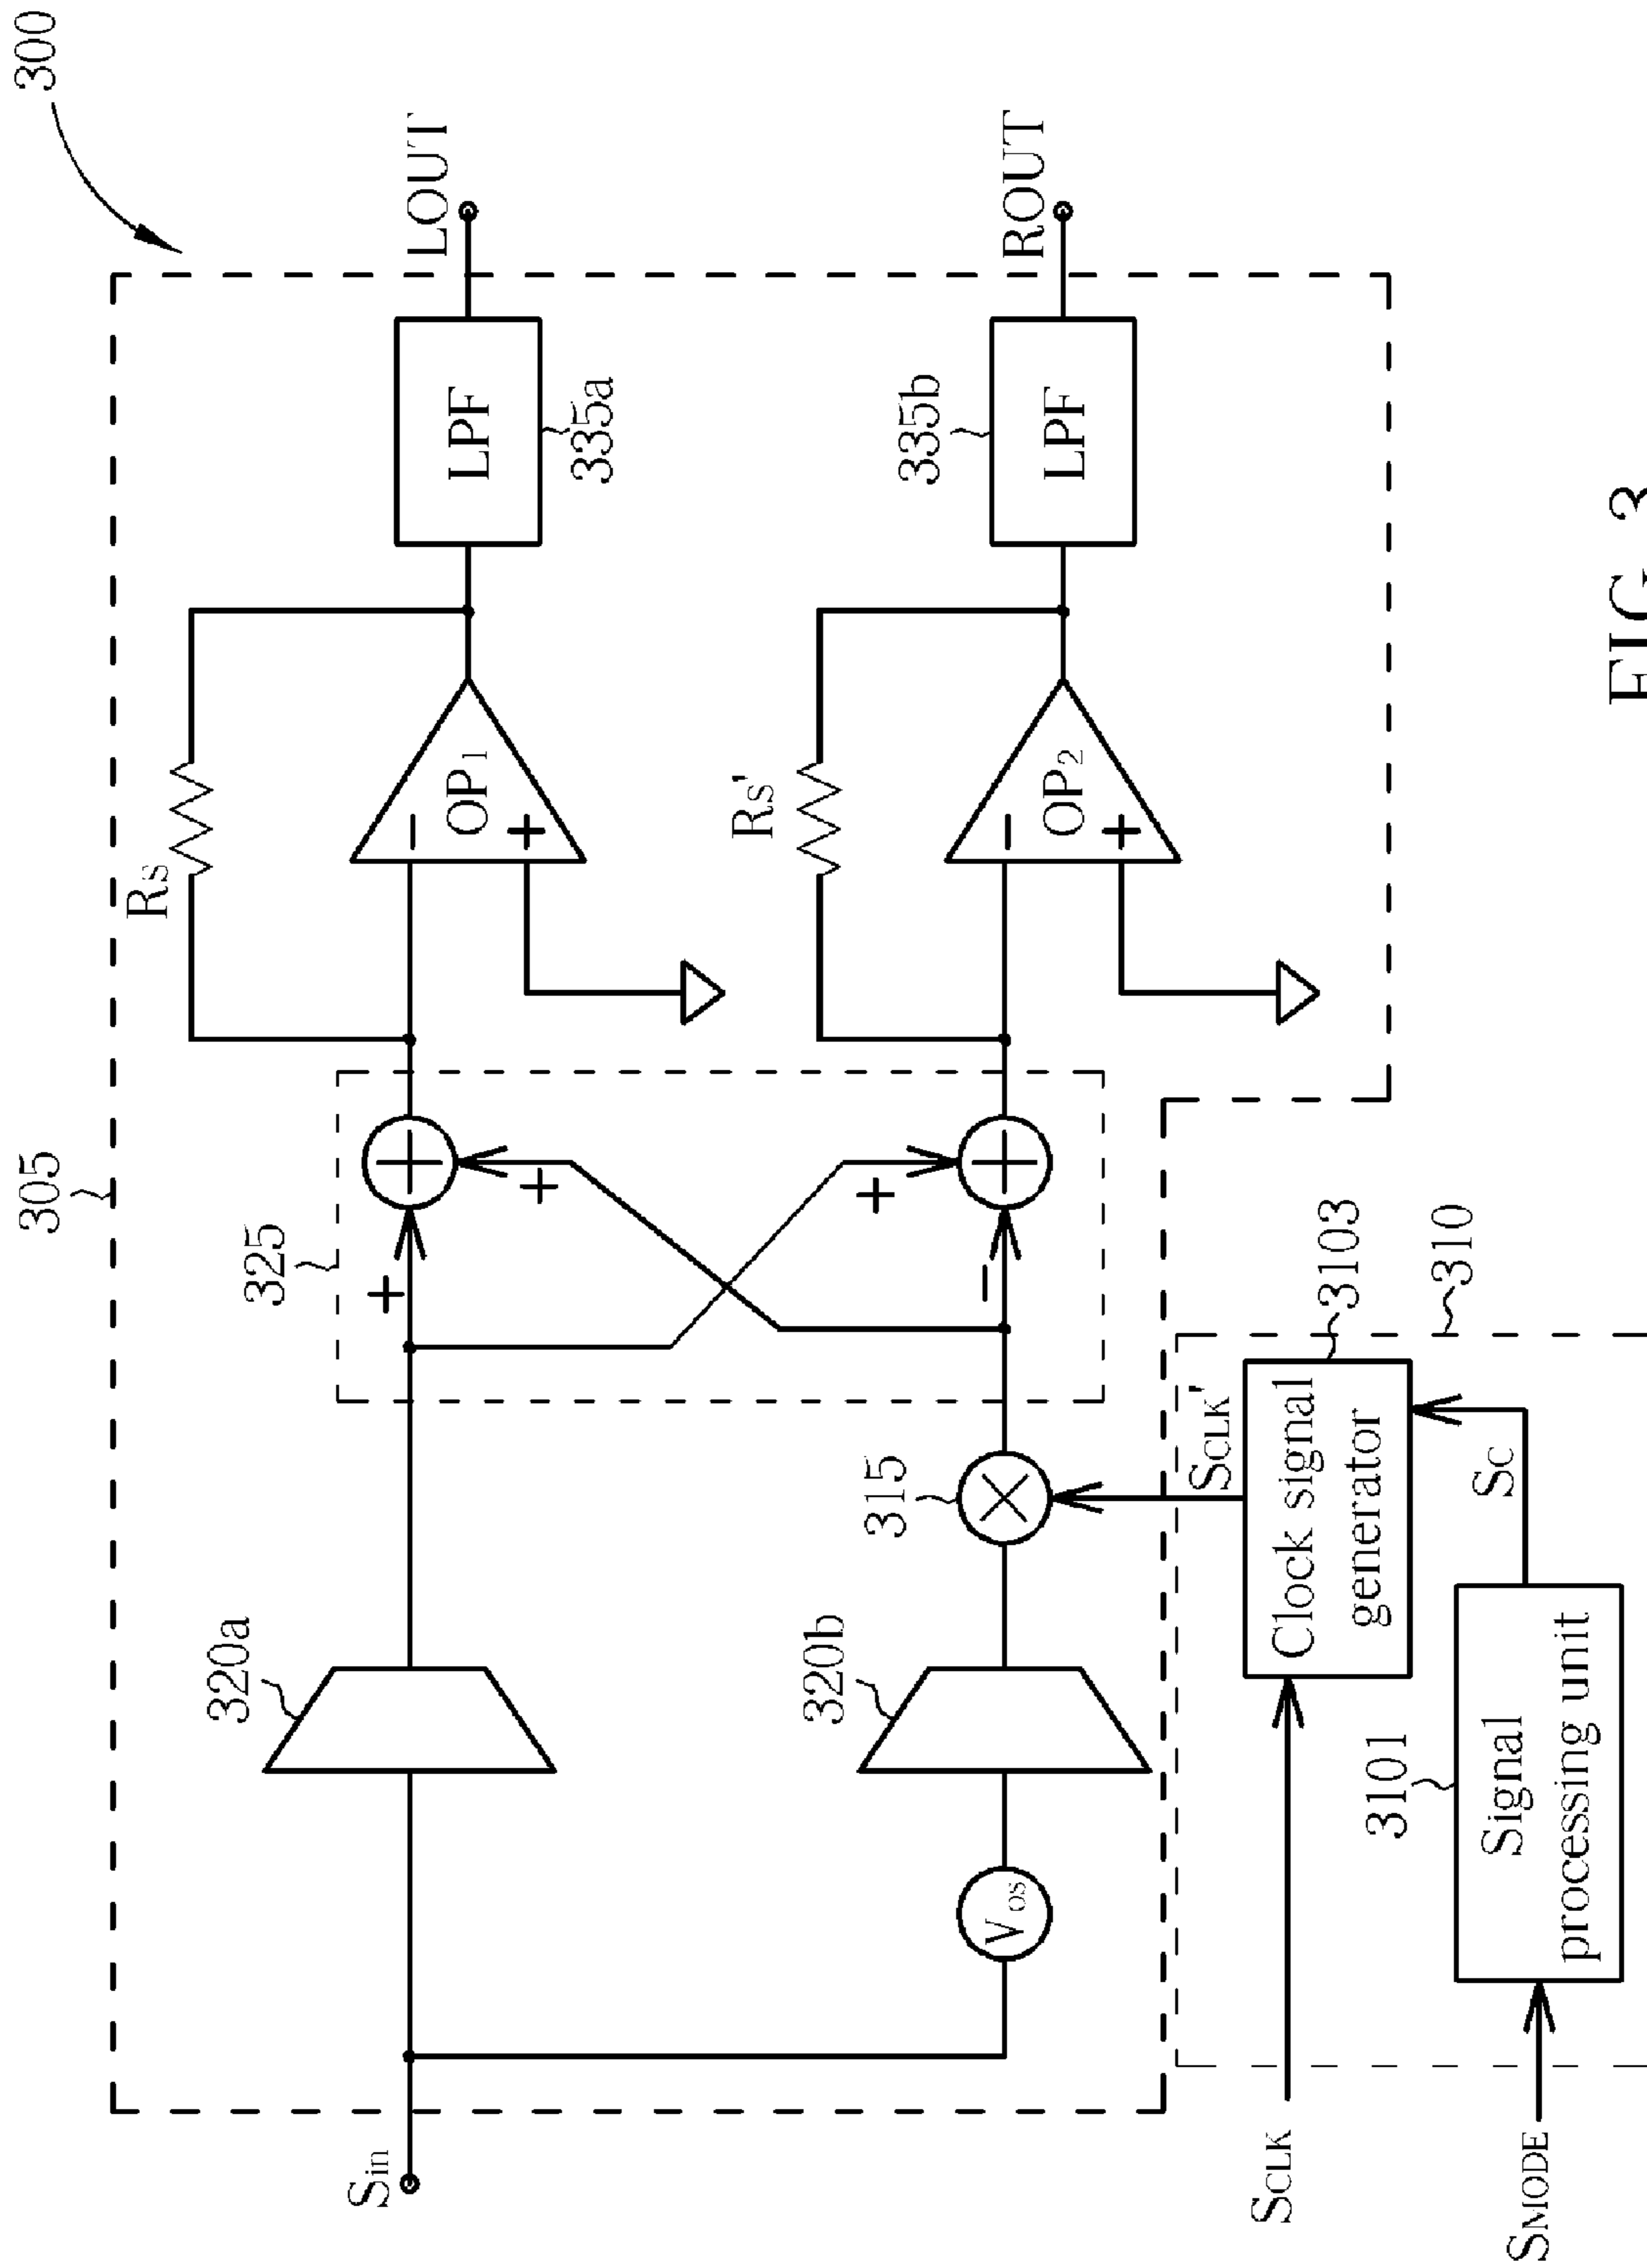 300
305
Rs
LOUT
LPF
335a
OP1
325
+
+
+
−
−
+
320a
Sin
Rs'
ROUT
LPF
335b
OP2
−
+
315
320b
Vos
SCLK'
3103
310
Clock signal
generator
SC
3101
Signal
processing unit
SCLK
SMODE
FIG. 3